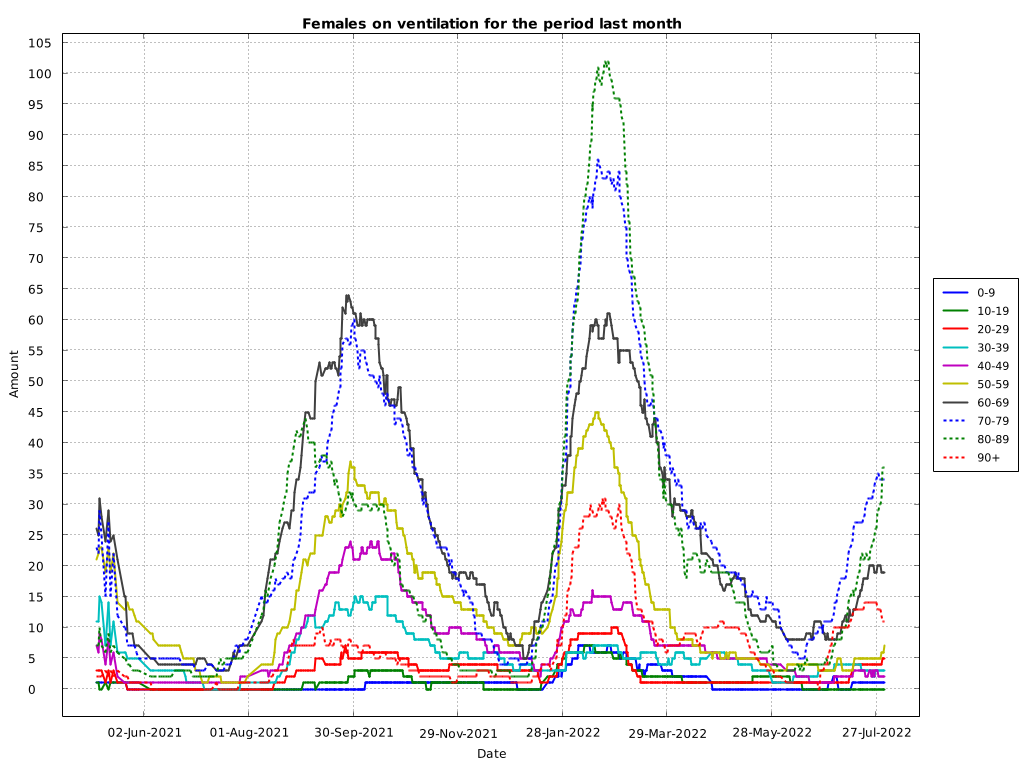 Females on ventilation for the period last month
105
100
95
90
85
80
75
70
65
60
55
50
45
40
35
30
25
20
15
10
5
0
Amount
02-Jun-2021
01-Aug-2021
30-Sep-2021
29-Nov-2021
28-Jan-2022
29-Mar-2022
28-May-2022
27-Jul-2022
Date
0-9
10-19
20-29
30-39
40-49
50-59
60-69
70-79
80-89
90+